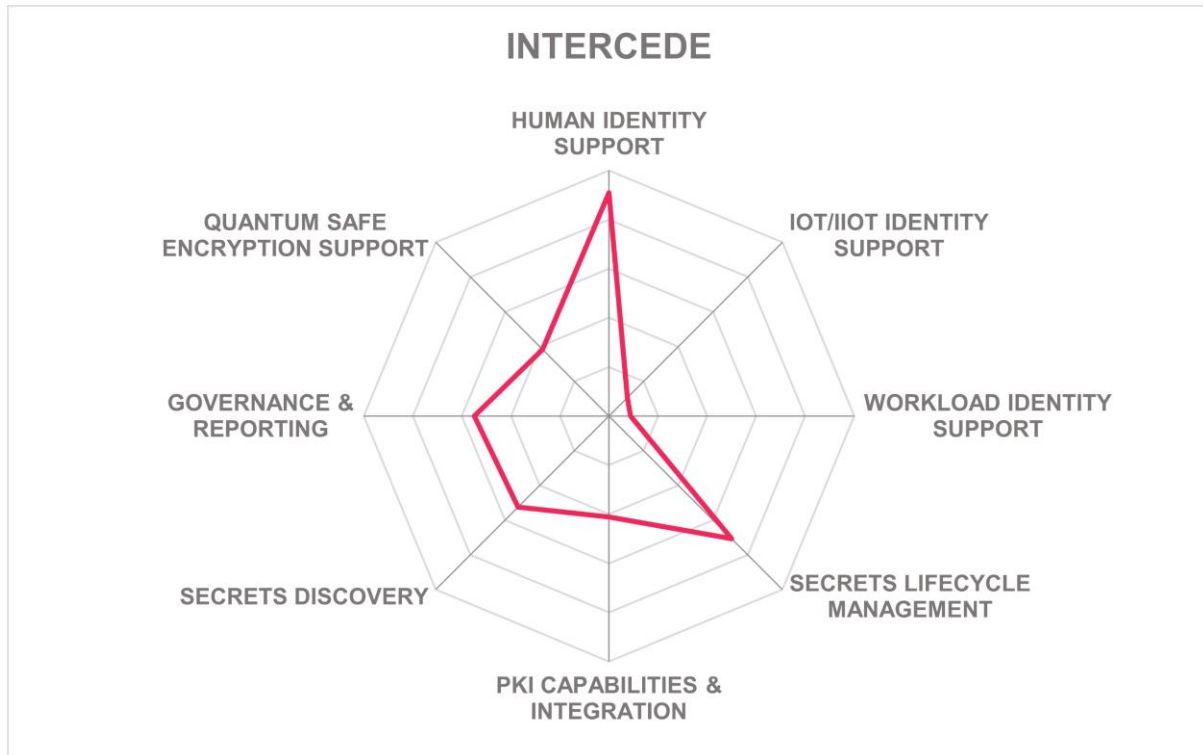 INTERCEDE
HUMAN IDENTITY
SUPPORT
QUANTUM SAFE
ENCRYPTION SUPPORT
IOT/IIOT IDENTITY
SUPPORT
GOVERNANCE &
REPORTING
WORKLOAD IDENTITY
SUPPORT
SECRETS DISCOVERY
SECRETS LIFECYCLE
MANAGEMENT
PKI CAPABILITIES &
INTEGRATION